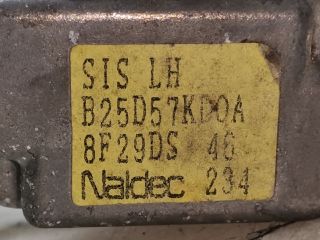 SIS LH
B25D57KD0A
8F29DS 46
Naldec 234